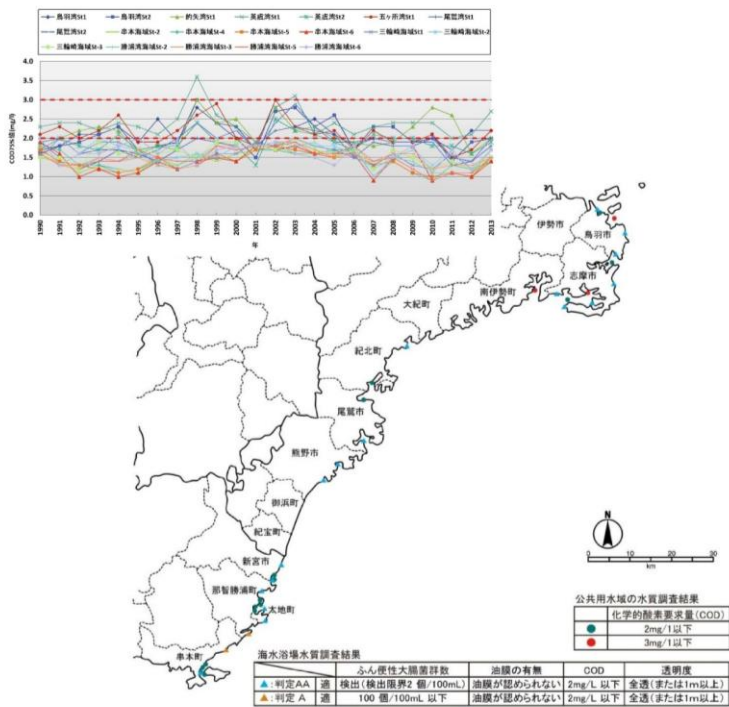 鳥羽湾St1 鳥羽湾St2 的矢湾St1 英虞湾St1 英虞湾St2 五ヶ所湾St1 尾鷲湾St1
尾鷲湾St2 串本海域St-2 串本海域St-4 串本海域St-5 串本海域St-6 三輪崎海域St1 三輪崎海域St-2
三輪崎海域St-3 勝浦湾海域St-2 勝浦湾海域St-3 勝浦湾海域St-5 勝浦湾海域St-6
COD75%値(mg/l)
4.0
3.5
3.0
2.5
2.0
1.5
1.0
0.5
0.0
1990 1991 1992 1993 1994 1995 1996 1997 1998 1999 2000 2001 2002 2003 2004 2005 2006 2007 2008 2009 2010 2011 2012 2013
年
伊勢市
鳥羽市
志摩市
南伊勢町
大紀町
紀北町
尾鷲市
熊野市
御浜町
紀宝町
新宮市
那智勝浦町
太地町
串本町
N
0 10 20 30
km
公共用水域の水質調査結果
化学的酸素要求量(COD)
2mg/l以下
3mg/l以下
海水浴場水質調査結果
ふん便性大腸菌群数 油膜の有無 COD 透明度
:判定AA 適 検出(検出限界2 個/100mL) 油膜が認められない 2mg/L 以下 全透(または1m以上)
:判定 A 適 100 個/100mL 以下 油膜が認められない 2mg/L 以下 全透(または1m以上)